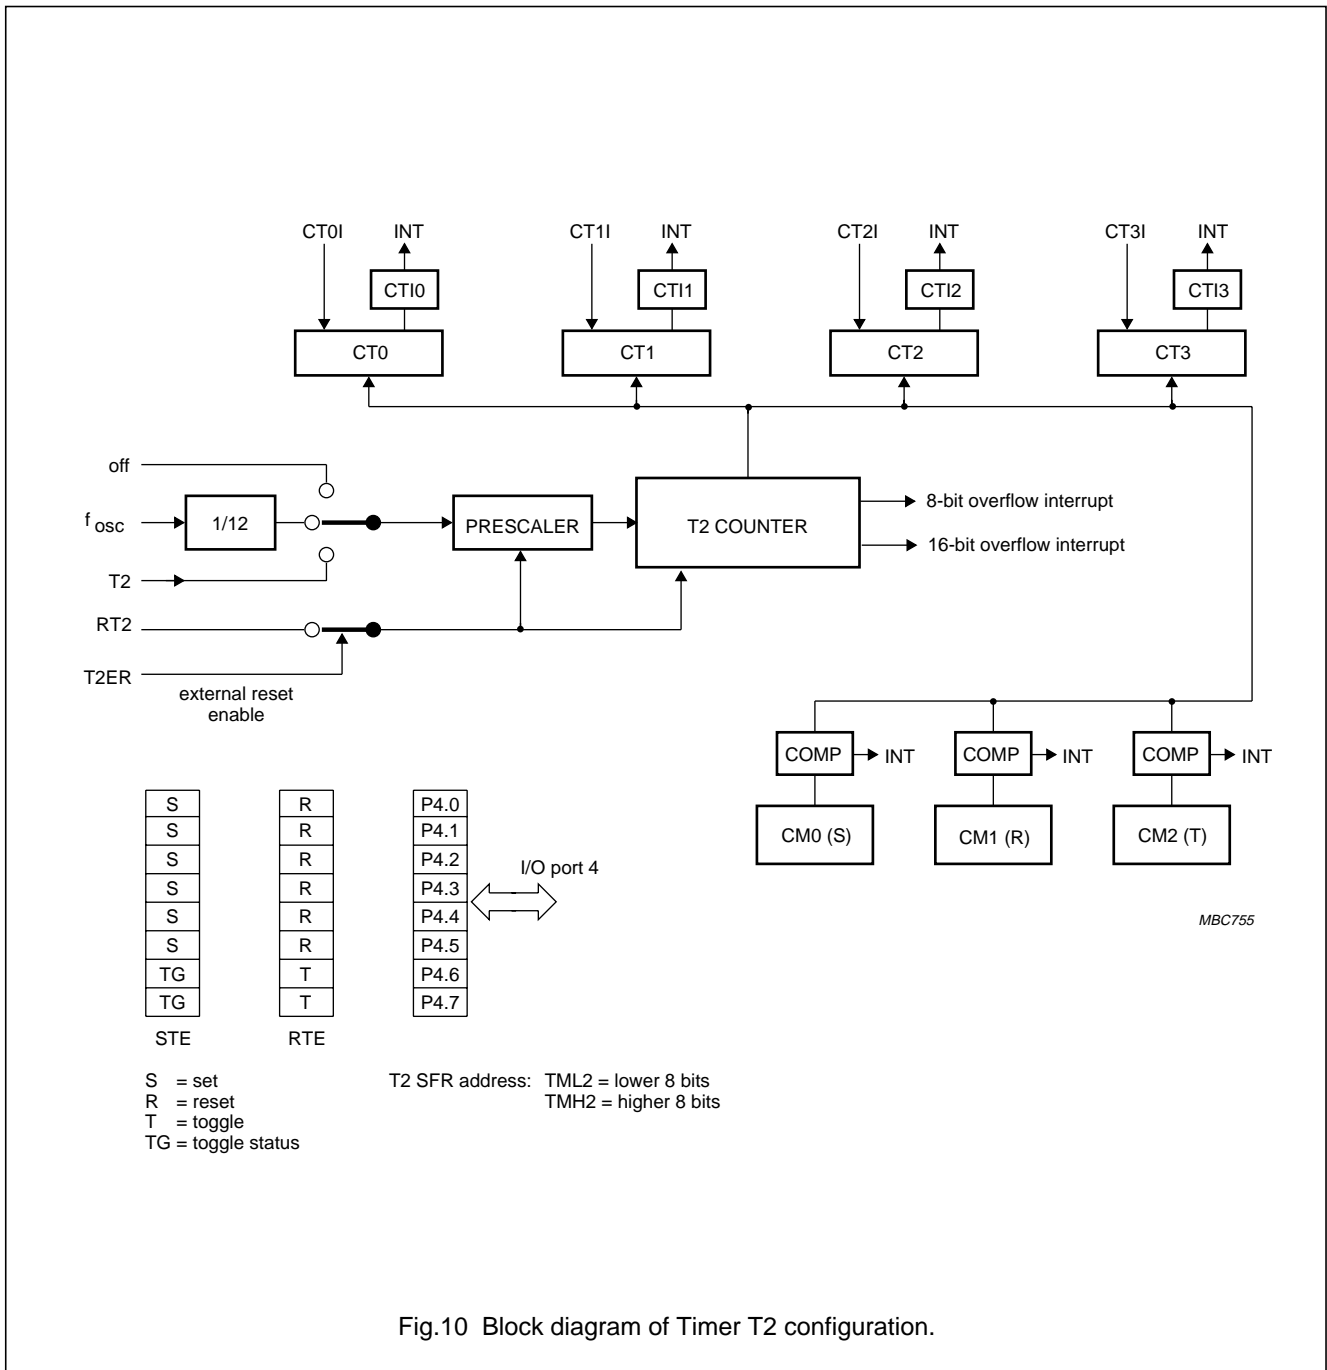 CT0I INT CT1I INT CT2I INT CT3I INT
CTI0 CTI1 CTI2 CTI3
CT0 CT1 CT2 CT3
off
fosc 1/12 PRESCALER T2 COUNTER
8-bit overflow interrupt
16-bit overflow interrupt
T2
RT2
T2ER
external reset
enable
COMP INT COMP INT COMP INT
CM0 (S) CM1 (R) CM2 (T)
S R P4.0
S R P4.1
S R P4.2
S R P4.3
S R P4.4
S R P4.5
TG T P4.6
TG T P4.7
I/O port 4
MBC755
STE RTE
S = set
R = reset
T = toggle
TG = toggle status
T2 SFR address: TML2 = lower 8 bits
TMH2 = higher 8 bits
Fig.10 Block diagram of Timer T2 configuration.